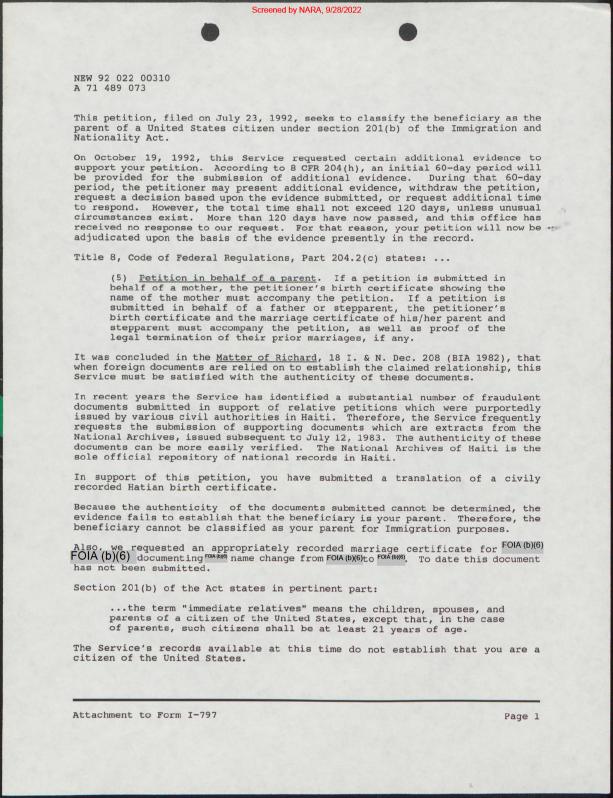 Screened by NARA, 9/28/2022
NEW 92 022 00310
A 71 489 073
This petition, filed on July 23, 1992, seeks to classify the beneficiary as the
parent of a United States citizen under section 201(b) of the Immigration and
Nationality Act.
On October 19, 1992, this Service requested certain additional evidence to
support your petition. According to 8 CFR 204(h), an initial 60-day period will
be provided for the submission of additional evidence. During that 60-day
period, the petitioner may present additional evidence, withdraw the petition,
request a decision based upon the evidence submitted, or request additional time
to respond. However, the total time shall not exceed 120 days, unless unusual
circumstances exist. More than 120 days have now passed, and this office has
received no response to our request. For that reason, your petition will now be
adjudicated upon the basis of the evidence presently in the record.
Title 8, Code of Federal Regulations, Part 204.2(c) states: ...
(5) Petition in behalf of a parent. If a petition is submitted in
behalf of a mother, the petitioner's birth certificate showing the
name of the mother must accompany the petition. If a petition is
submitted in behalf of a father or stepparent, the petitioner's
birth certificate and the marriage certificate of his/her parent and
stepparent must accompany the petition, as well as proof of the
legal termination of their prior marriages, if any.
It was concluded in the Matter of Richard, 18 I. & N. Dec. 208 (BIA 1982), that
when foreign documents are relied on to establish the claimed relationship, this
Service must be satisfied with the authenticity of these documents.
In recent years the Service has identified a substantial number of fraudulent
documents submitted in support of relative petitions which were purportedly
issued by various civil authorities in Haiti. Therefore, the Service frequently
requests the submission of supporting documents which are extracts from the
National Archives, issued subsequent to July 12, 1983. The authenticity of these
documents can be more easily verified. The National Archives of Haiti is the
sole official repository of national records in Haiti.
In support of this petition, you have submitted a translation of a civily
recorded Hatian birth certificate.
Because the authenticity of the documents submitted cannot be determined, the
evidence fails to establish that the beneficiary is your parent. Therefore, the
beneficiary cannot be classified as your parent for Immigration purposes.
Also, we requested an appropriately recorded marriage certificate for FOIA (b)(6)
FOIA (b)(6) documenting FOIA (b)(6) name change from FOIA (b)(6) to FOIA (b)(6). To date this document
has not been submitted.
Section 201(b) of the Act states in pertinent part:
...the term "immediate relatives" means the children, spouses, and
parents of a citizen of the United States, except that, in the case
of parents, such citizens shall be at least 21 years of age.
The Service's records available at this time do not establish that you are a
citizen of the United States.
Attachment to Form I-797
Page 1